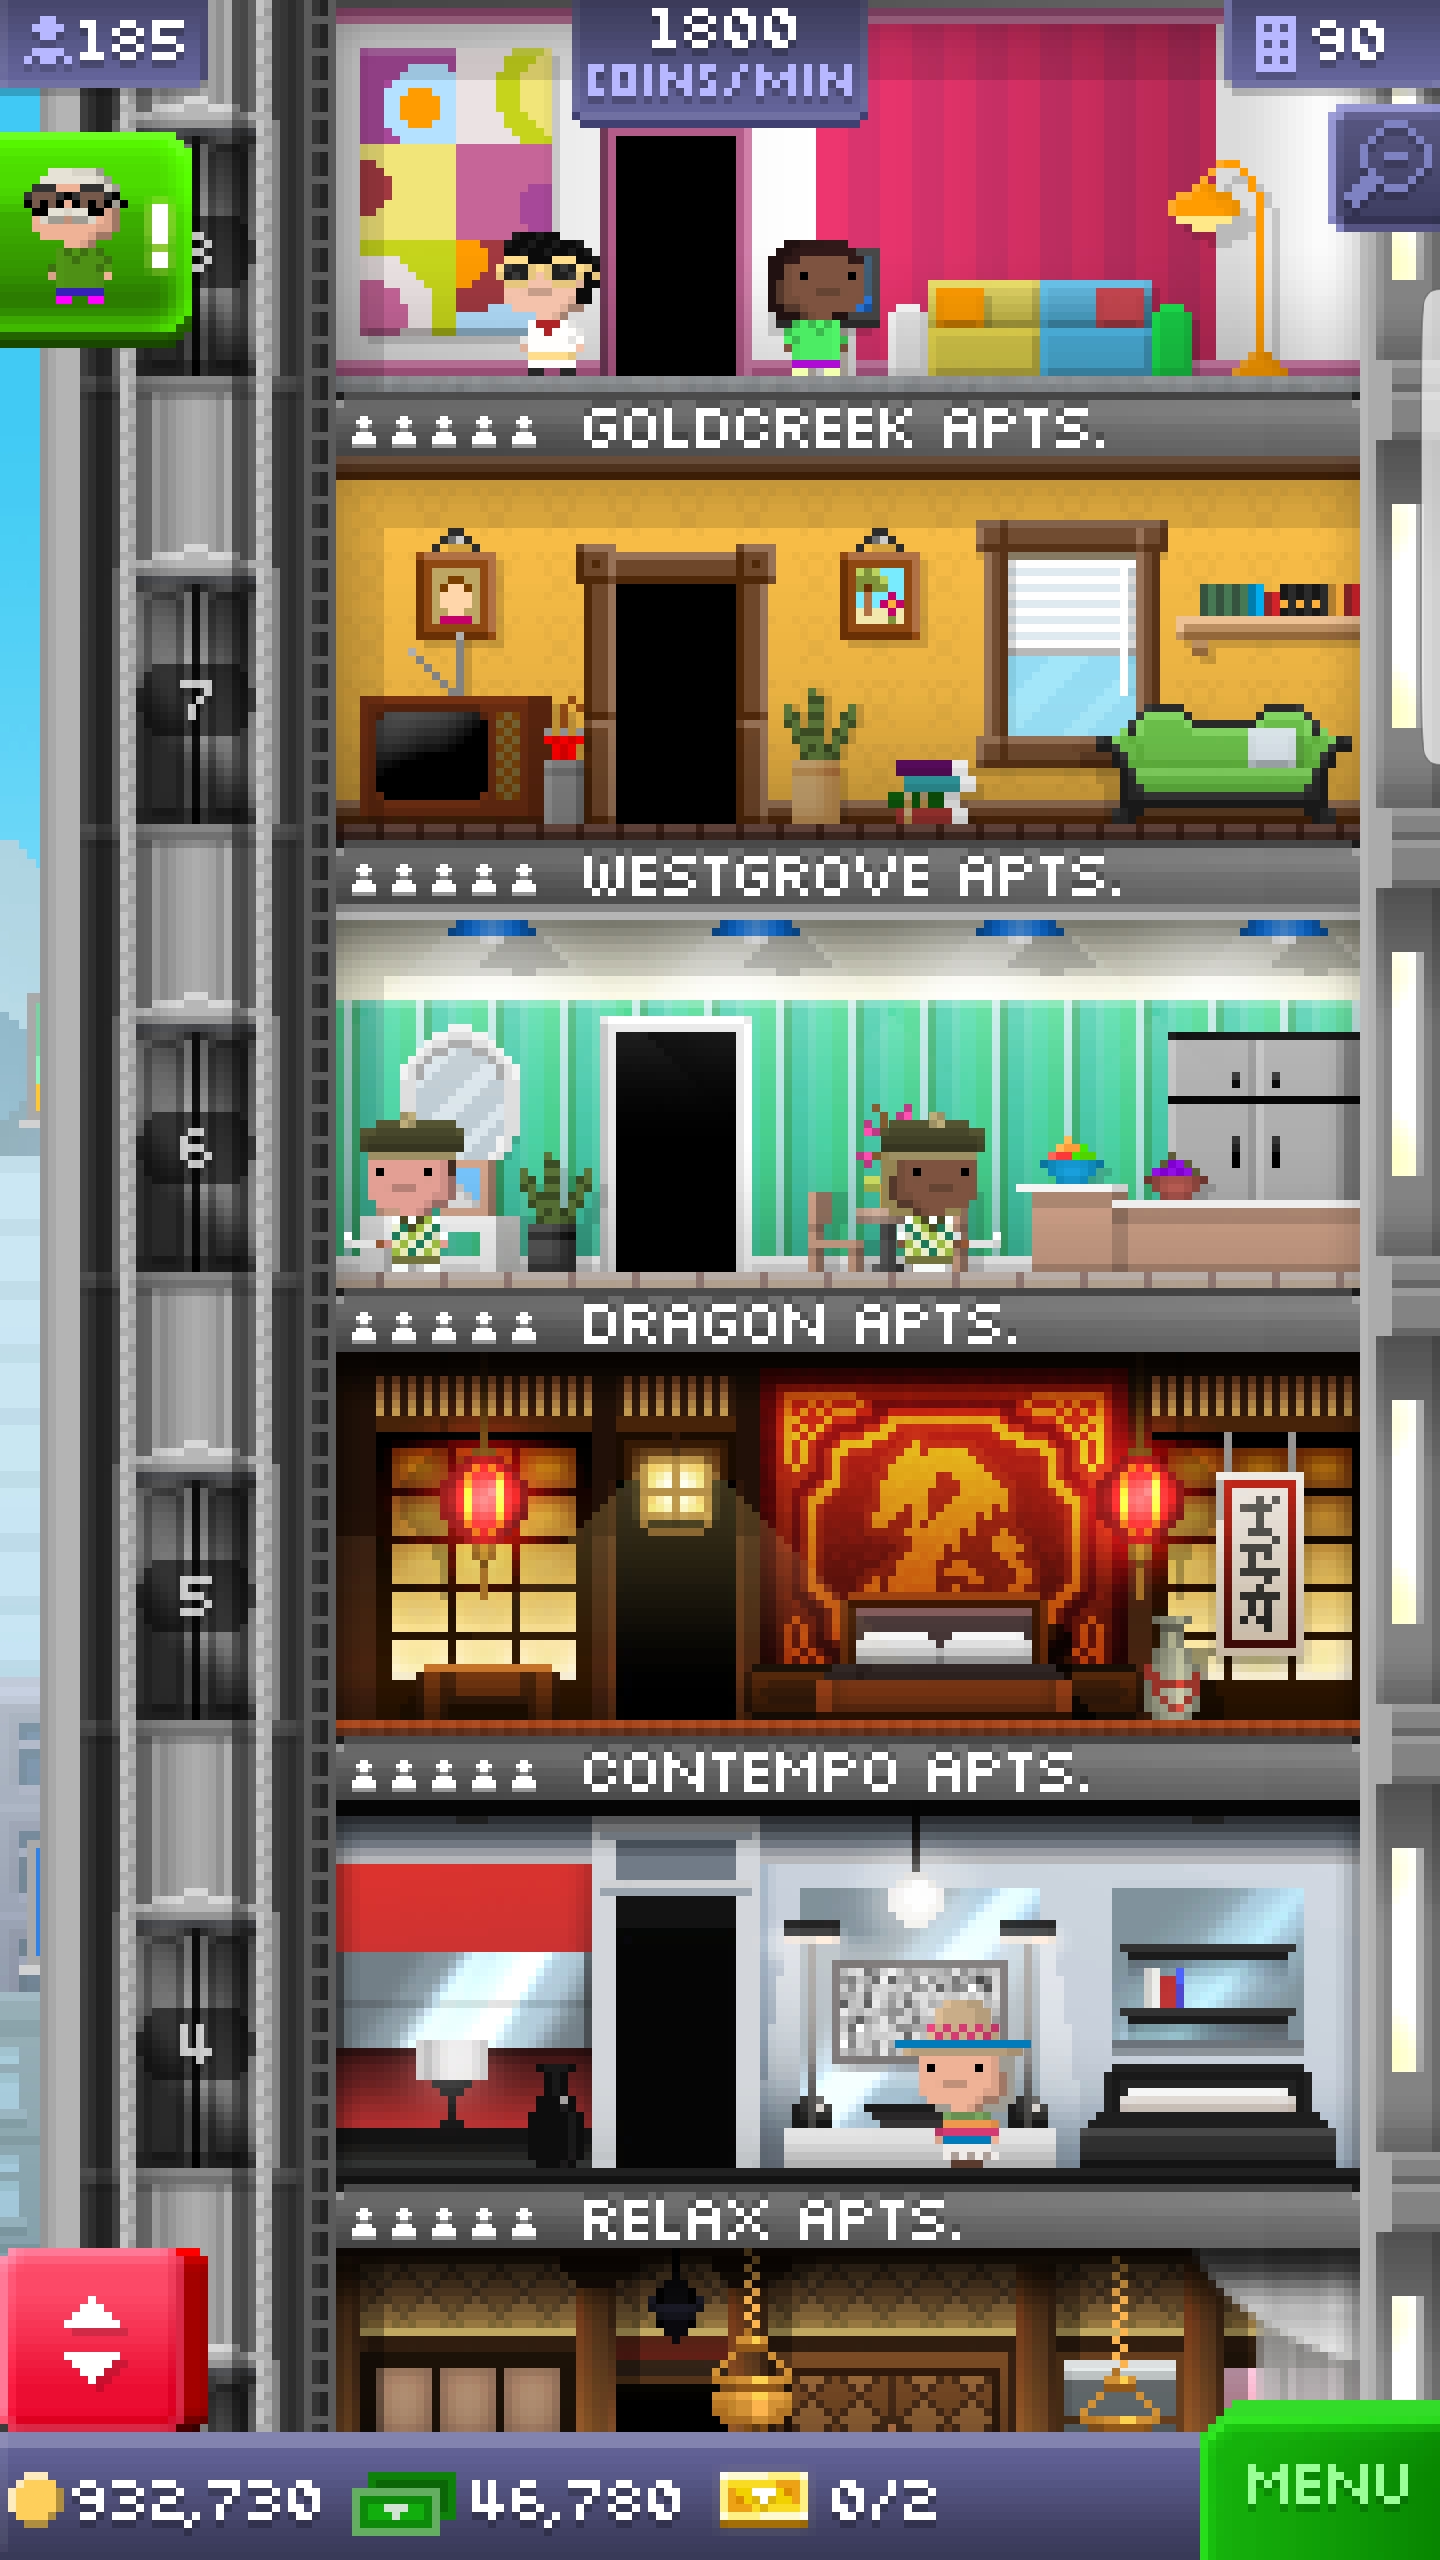 185
1800
COINS/MIN
90
!
8
GOLDCREEK APTS.
7
WESTGROVE APTS.
6
DRAGON APTS.
5
CONTEMPO APTS.
4
RELAX APTS.
932,730
46,780
0/2
MENU